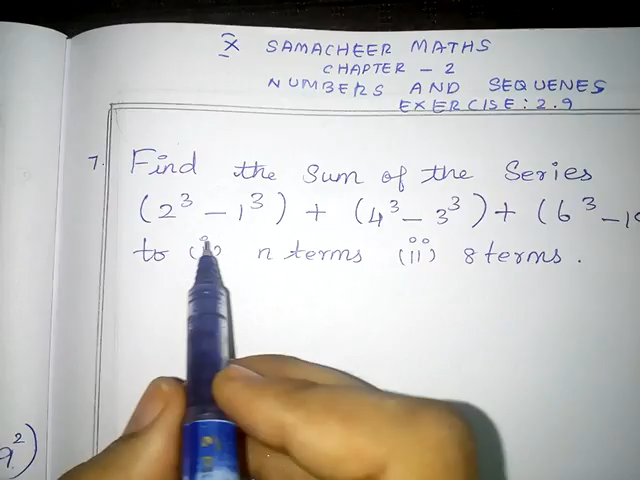 X SAMACHEER MATHS
CHAPTER - 2
NUMBERS AND SEQUENES
EXERCISE: 2.9
7. Find the Sum of the Series
(2³ - 1³) + (4³ - 3³) + (6³ -
to (i) n terms (ii) 8 terms.
9²)